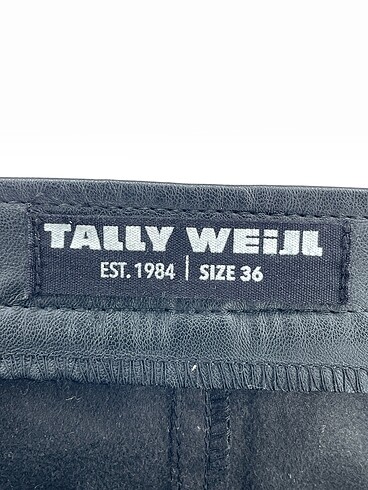 TALLY WEiJL
EST. 1984 | SIZE 36